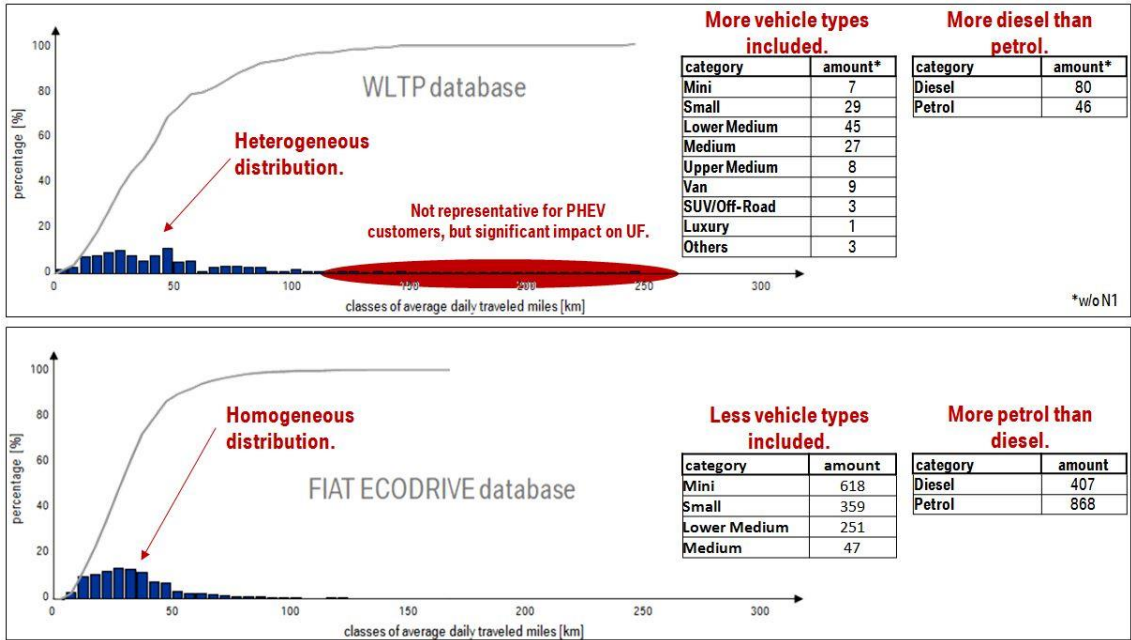 More vehicle types
included.
More diesel than
petrol.
100
80
60
40
20
0
percentage [%]
WLTP database
Heterogeneous
distribution.
Not representative for PHEV
customers, but significant impact on UF.
0 50 100 150 200 250 300
classes of average daily traveled miles [km]
category amount*
Mini 7
Small 29
Lower Medium 45
Medium 27
Upper Medium 8
Van 9
SUV/Off-Road 3
Luxury 1
Others 3
category amount*
Diesel 80
Petrol 46
*w/o N1
100
80
60
40
20
0
percentage [%]
Homogeneous
distribution.
FIAT ECODRIVE database
0 50 100 150 200 250 300
classes of average daily traveled miles [km]
Less vehicle types
included.
category amount
Mini 618
Small 359
Lower Medium 251
Medium 47
More petrol than
diesel.
category amount
Diesel 407
Petrol 868